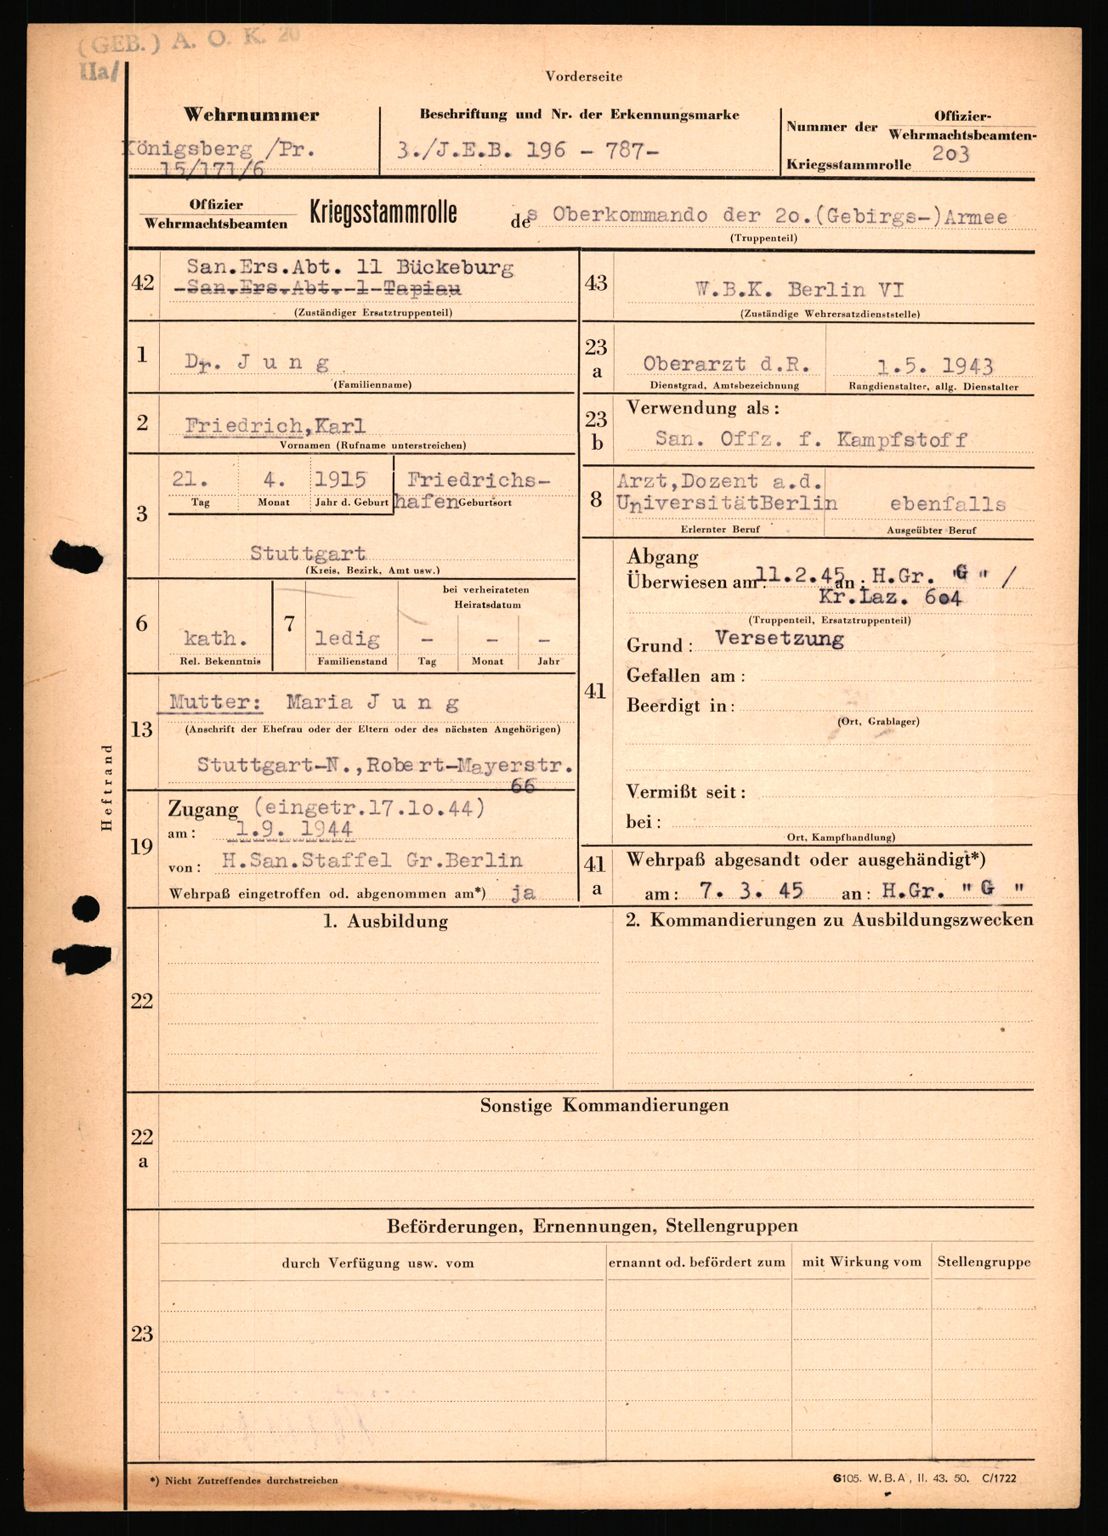 (GEB.) A. O. K. 20
IIa/
Vorderseite
Wehrnummer
Königsberg /Pr.
15/171/6
Beschriftung und Nr. der Erkennungsmarke
3./J.E.B. 196 - 787-
Nummer der Offizier-
Wehrmachtsbeamten-
Kriegsstammrolle 203
Offizier
Wehrmachtsbeamten
Kriegsstammrolle des Oberkommando der 20.(Gebirgs-)Armee
(Truppenteil)
42
San.Ers.Abt. 11 Bückeburg
-San.Ers.Abt.-1-Tapiau
(Zuständiger Ersatztruppenteil)
43
W.B.K. Berlin VI
(Zuständige Wehrersatzdienststelle)
1
Dr. J u n g
(Familienname)
23
a
Oberarzt d.R.
Dienstgrad, Amtsbezeichnung
1.5. 1943
Rangdienstalter, allg. Dienstalter
2
Friedrich,Karl
Vornamen (Rufname unterstreichen)
23
b
Verwendung als:
San. Offz. f. Kampfstoff
3
21. 4. 1915 Friedrichs-
Tag Monat Jahr d. Geburt hafen Geburtsort
Stuttgart
(Kreis, Bezirk, Amt usw.)
8
Arzt,Dozent a.d.
UniversitätBerlin
Erlernter Beruf
ebenfalls
Ausgeübter Beruf
6
kath.
Rel. Bekenntnis
7
ledig
Familienstand
bei verheirateten
Heiratsdatum
- - -
Tag Monat Jahr
41
Abgang
Überwiesen am: 11.2.45 an: H.Gr. "G" /
Kr.Laz. 604
(Truppenteil, Ersatztruppenteil)
Grund: Versetzung
Gefallen am:
Beerdigt in:
(Ort, Grablager)
Vermißt seit:
bei:
Ort, Kampfhandlung)
13
Mutter: Maria J u n g
(Anschrift der Ehefrau oder der Eltern oder des nächsten Angehörigen)
Stuttgart-N.,Robert-Mayerstr.
66
Heftrand
19
Zugang (eingetr.17.10.44)
am: 1.9. 1944
von: H.San.Staffel Gr.Berlin
Wehrpaß eingetroffen od. abgenommen am*) ja
41
a
Wehrpaß abgesandt oder ausgehändigt*)
am: 7. 3. 45 an: H.Gr. "G "
22
1. Ausbildung
2. Kommandierungen zu Ausbildungszwecken
22
a
Sonstige Kommandierungen
23
Beförderungen, Ernennungen, Stellengruppen
durch Verfügung usw. vom
ernannt od. befördert zum
mit Wirkung vom
Stellengruppe
*) Nicht Zutreffendes durchstreichen
6105. W. B. A, II. 43. 50. C/1722